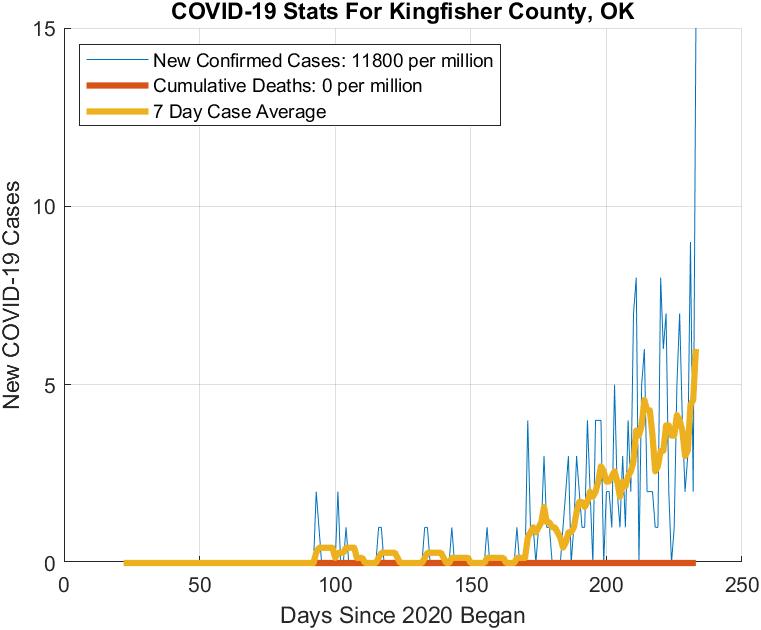 COVID-19 Stats For Kingfisher County, OK
15
New Confirmed Cases: 11800 per million
Cumulative Deaths: 0 per million
7 Day Case Average
10
New COVID-19 Cases
5
0
0 50 100 150 200 250
Days Since 2020 Began